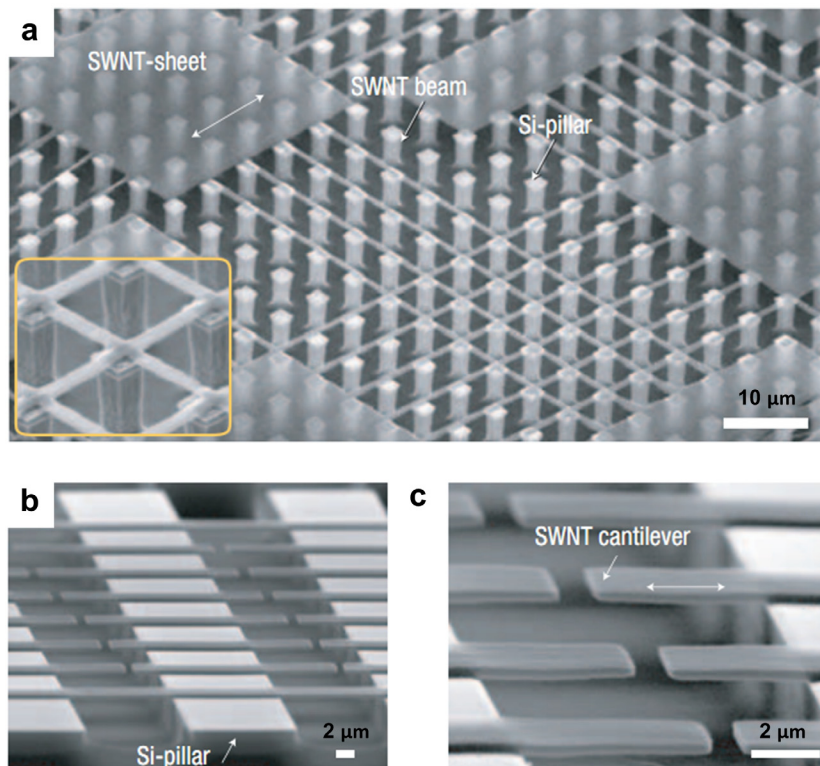 a
SWNT-sheet
SWNT beam
Si-pillar
10 μm
b
c
SWNT cantilever
Si-pillar
2 μm
2 μm